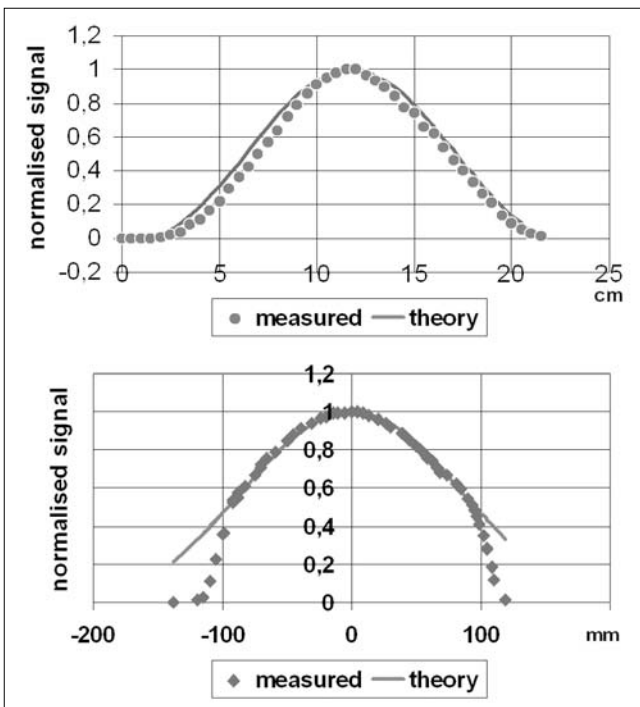 normalised signal
1,2
1
0,8
0,6
0,4
0,2
0
-0,2
0 5 10 15 20 25
cm
measured theory
normalised signal
1,2
1
0,8
0,6
0,4
0,2
0
-200 -100 0 100 mm
measured theory